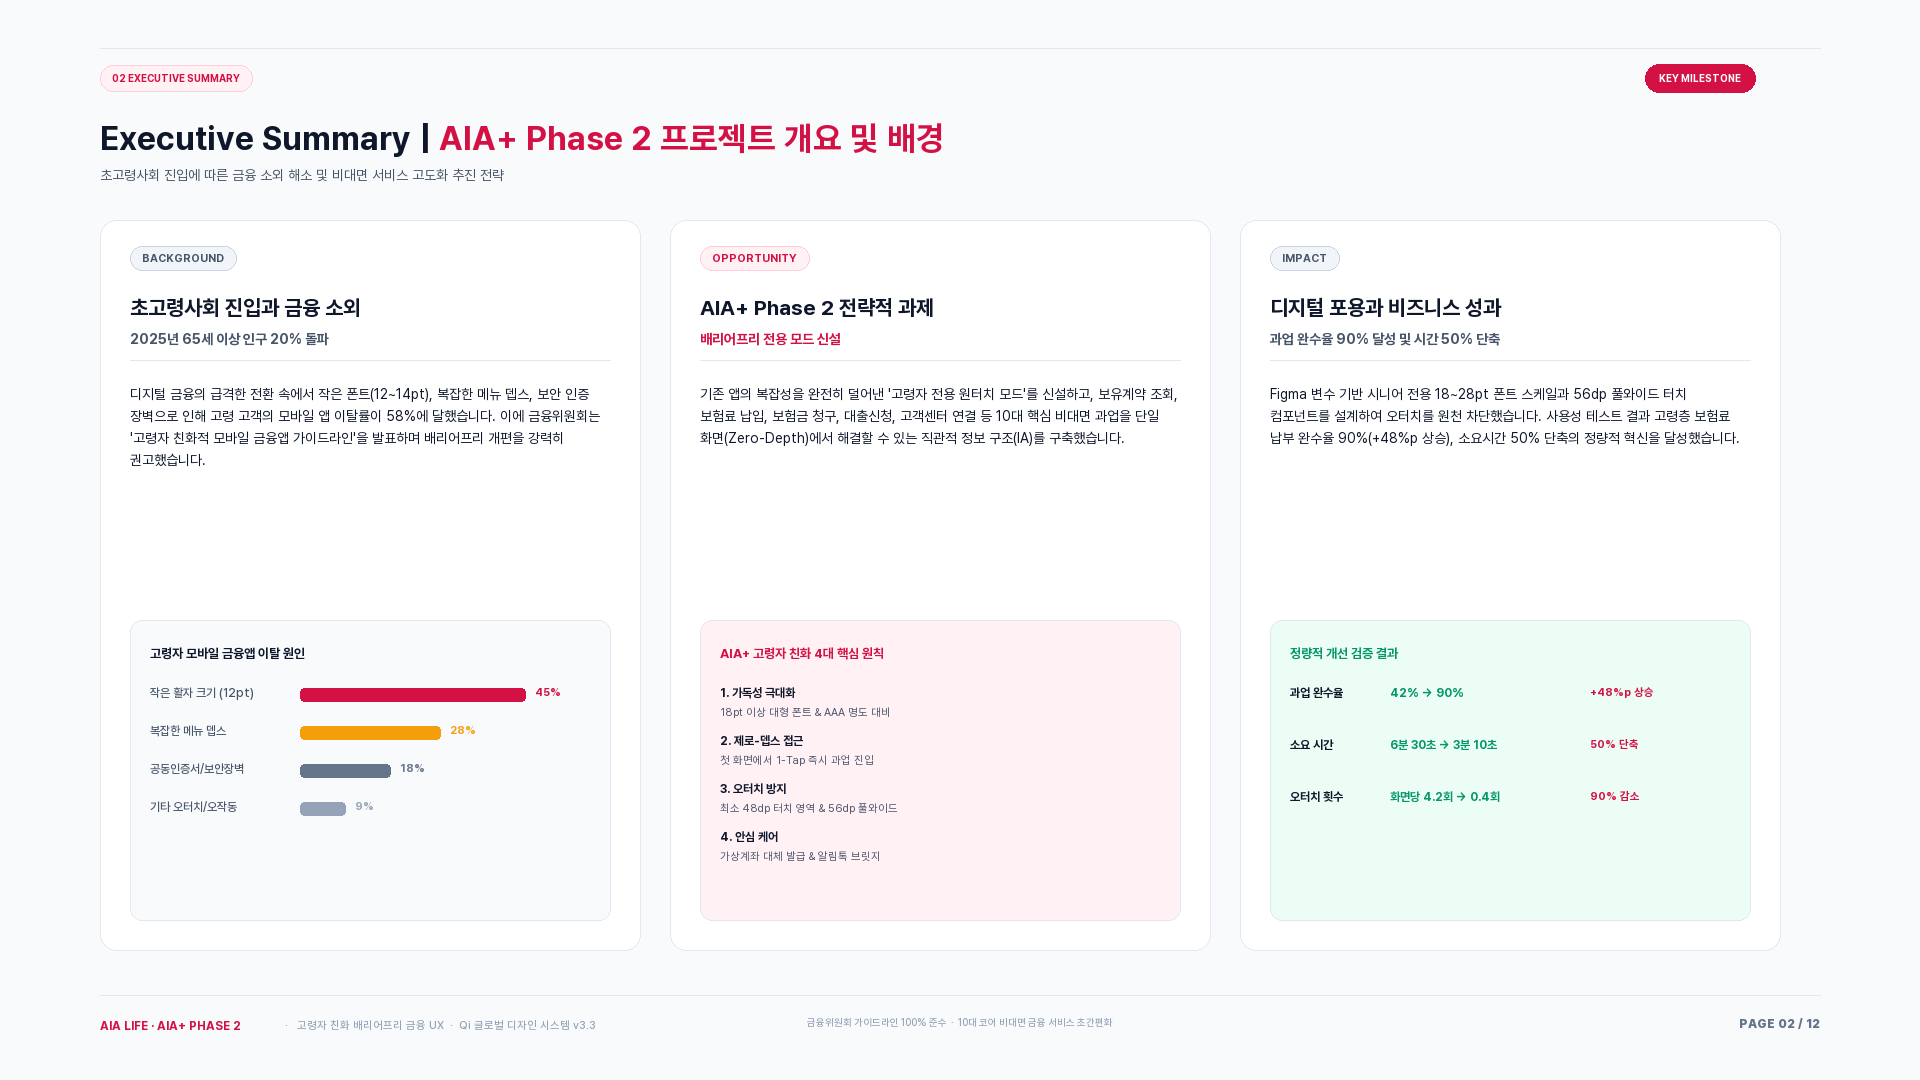 02 EXECUTIVE SUMMARY
KEY MILESTONE
Executive Summary | AIA+ Phase 2 프로젝트 개요 및 배경
초고령사회 진입에 따른 금융 소외 해소 및 비대면 서비스 고도화 추진 전략
BACKGROUND
초고령사회 진입과 금융 소외
2025년 65세 이상 인구 20% 돌파
디지털 금융의 급격한 전환 속에서 작은 폰트(12~14pt), 복잡한 메뉴 뎁스, 보안 인증
장벽으로 인해 고령 고객의 모바일 앱 이탈률이 58%에 달했습니다. 이에 금융위원회는
'고령자 친화적 모바일 금융앱 가이드라인'을 발표하며 배리어프리 개편을 강력히
권고했습니다.
고령자 모바일 금융앱 이탈 원인
작은 활자 크기 (12pt) 45%
복잡한 메뉴 뎁스 28%
공동인증서/보안장벽 18%
기타 오터치/오작동 9%
OPPORTUNITY
AIA+ Phase 2 전략적 과제
배리어프리 전용 모드 신설
기존 앱의 복잡성을 완전히 덜어낸 '고령자 전용 원터치 모드'를 신설하고, 보유계약 조회,
보험료 납입, 보험금 청구, 대출신청, 고객센터 연결 등 10대 핵심 비대면 과업을 단일
화면(Zero-Depth)에서 해결할 수 있는 직관적 정보 구조(IA)를 구축했습니다.
AIA+ 고령자 친화 4대 핵심 원칙
1. 가독성 극대화
18pt 이상 대형 폰트 & AAA 명도 대비
2. 제로-뎁스 접근
첫 화면에서 1-Tap 즉시 과업 진입
3. 오터치 방지
최소 48dp 터치 영역 & 56dp 풀와이드
4. 안심 케어
가상계좌 대체 발급 & 알림톡 브릿지
IMPACT
디지털 포용과 비즈니스 성과
과업 완수율 90% 달성 및 시간 50% 단축
Figma 변수 기반 시니어 전용 18~28pt 폰트 스케일과 56dp 풀와이드 터치
컴포넌트를 설계하여 오터치를 원천 차단했습니다. 사용성 테스트 결과 고령층 보험료
납부 완수율 90%(+48%p 상승), 소요시간 50% 단축의 정량적 혁신을 달성했습니다.
정량적 개선 검증 결과
과업 완수율 42% → 90% +48%p 상승
소요 시간 6분 30초 → 3분 10초 50% 단축
오터치 횟수 화면당 4.2회 → 0.4회 90% 감소
AIA LIFE · AIA+ PHASE 2 · 고령자 친화 배리어프리 금융 UX · Qi 글로벌 디자인 시스템 v3.3
금융위원회 가이드라인 100% 준수 · 10대 코어 비대면 금융 서비스 초간편화
PAGE 02 / 12